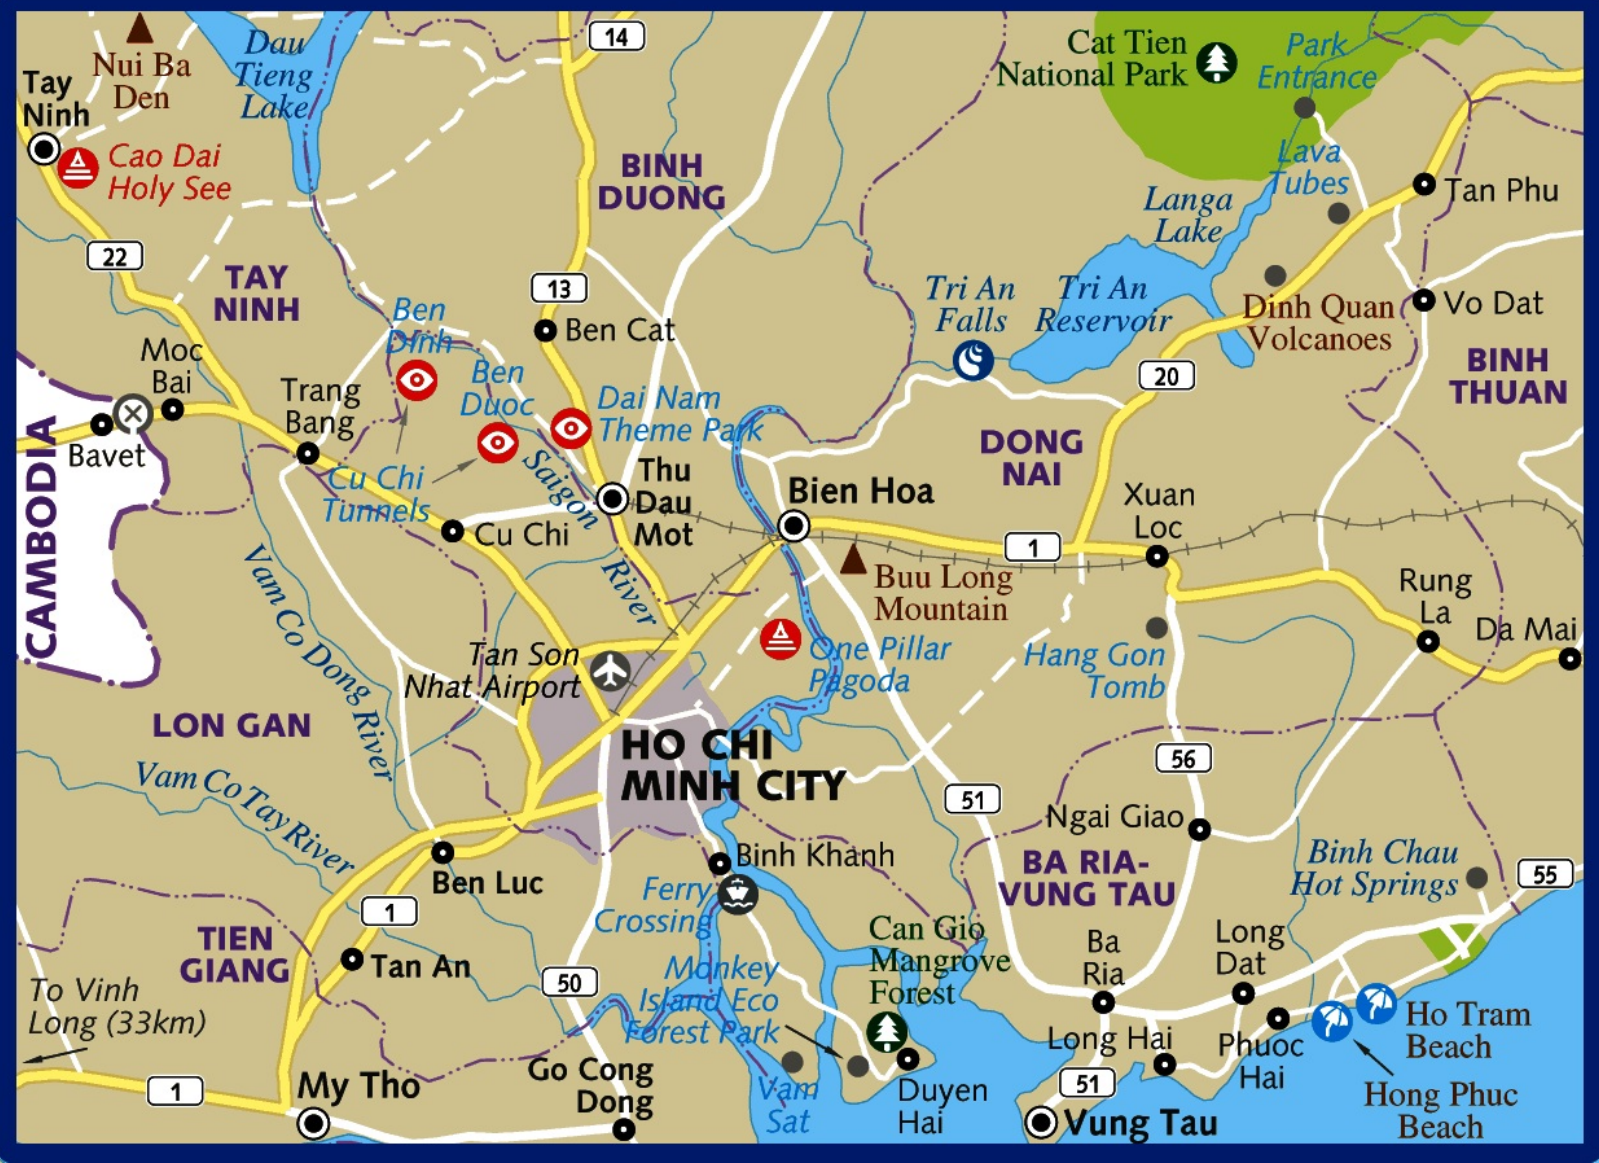 Dau
Tieng
Lake
14
Cat Tien
National Park
Park
Entrance
Nui Ba
Den
Tay
Ninh
Cao Dai
Holy See
BINH
DUONG
Lava
Tubes
Tan Phu
Langa
Lake
22
TAY
NINH
13
Ben Cat
Tri An
Falls
Tri An
Reservoir
Dinh Quan
Volcanoes
Vo Dat
BINH
THUAN
20
Ben
Dinh
Moc
Bai
Trang
Bang
Ben
Duoc
Dai Nam
Theme Park
Bavet
CAMBODIA
Cu Chi
Tunnels
Saigon
River
Thu
Dau
Mot
Bien Hoa
DONG
NAI
Xuan
Loc
Cu Chi
1
Buu Long
Mountain
Rung
La
Da Mai
Vam Co Dong River
Tan Son
Nhat Airport
One Pillar
Pagoda
Hang Gon
Tomb
LON GAN
HO CHI
MINH CITY
56
51
Vam Co Tay River
Ngai Giao
Binh Khanh
BA RIA-
VUNG TAU
Binh Chau
Hot Springs
55
Ben Luc
Ferry
Crossing
1
TIEN
GIANG
Tan An
Can Gio
Mangrove
Forest
Ba
Ria
Long
Dat
50
Monkey
Island Eco
Forest Park
To Vinh
Long (33km)
Long Hai
Phuoc
Hai
Ho Tram
Beach
1
My Tho
Go Cong
Dong
Vam
Sat
Duyen
Hai
51
Vung Tau
Hong Phuc
Beach